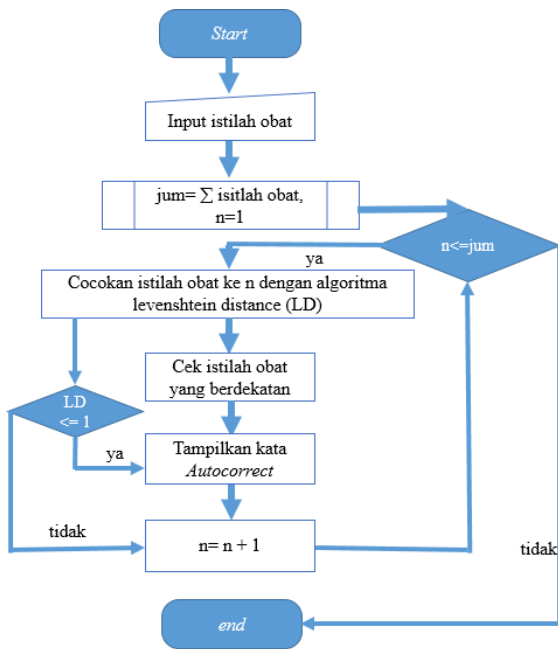 Start
Input istilah obat
jum= ∑ isitlah obat,
n=1
n<=jum
ya
Cocokan istilah obat ke n dengan algoritma
levenshtein distance (LD)
Cek istilah obat
yang berdekatan
LD
<= 1
ya
Tampilkan kata
Autocorrect
tidak
n= n + 1
tidak
end